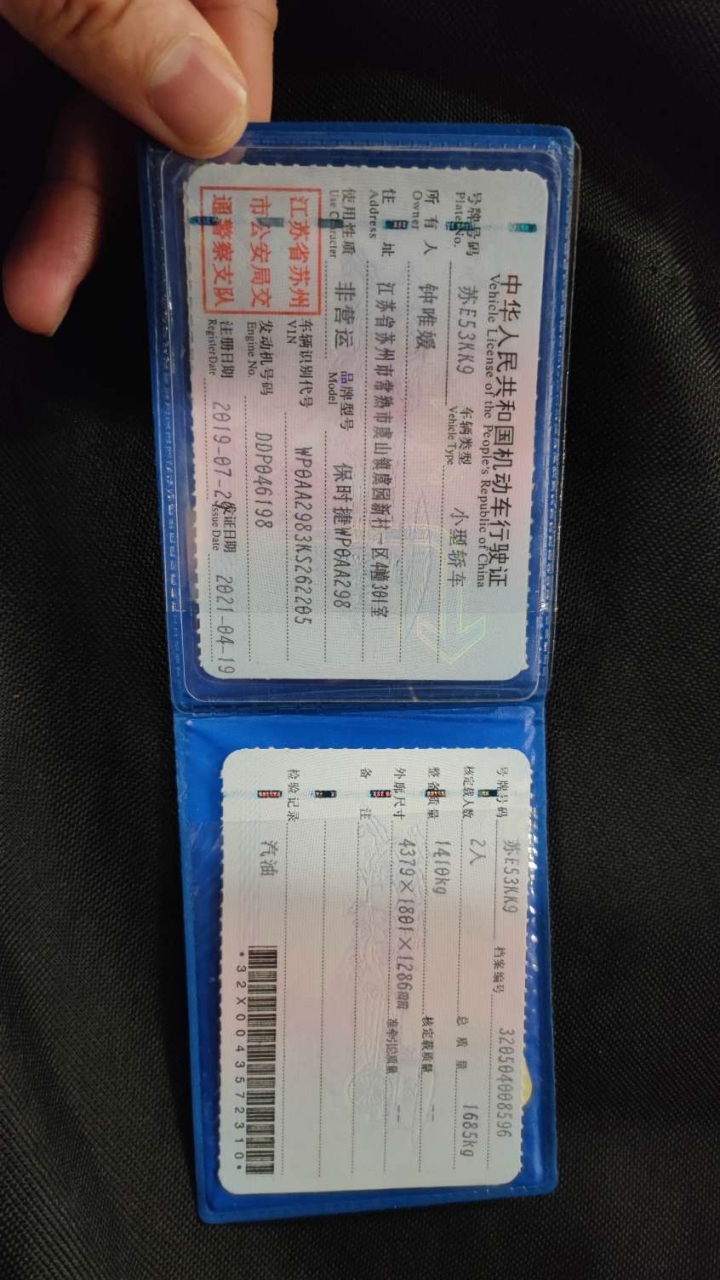 中华人民共和国机动车行驶证
Vehicle License of the People's Republic of China
号牌号码 苏E53KK9 车辆类型 小型轿车
Plate No. Vehicle Type
所有人 钟唯媛
Owner
住址 江苏省苏州市常熟市虞山镇虞园新村一区4幢301室
Address
使用性质 非营运 品牌型号 保时捷WP0AA298
Use Character Model
江苏省苏州
市公安局交
通警察支队
车辆识别代号 WP0AA2983KS262205
VIN
发动机号码 DDP046198
Engine No.
注册日期 2019-07-26 发证日期 2021-04-19
Register Date Issue Date
号牌号码 苏E53KK9 档案编号 320504008596
核定载人数 2人 总质量 1685kg
整备质量 1410kg 核定载质量 --
外廓尺寸 4379×1801×1286mm 准牵引总质量 --
备注
检验记录 汽油
*32X0043572310*